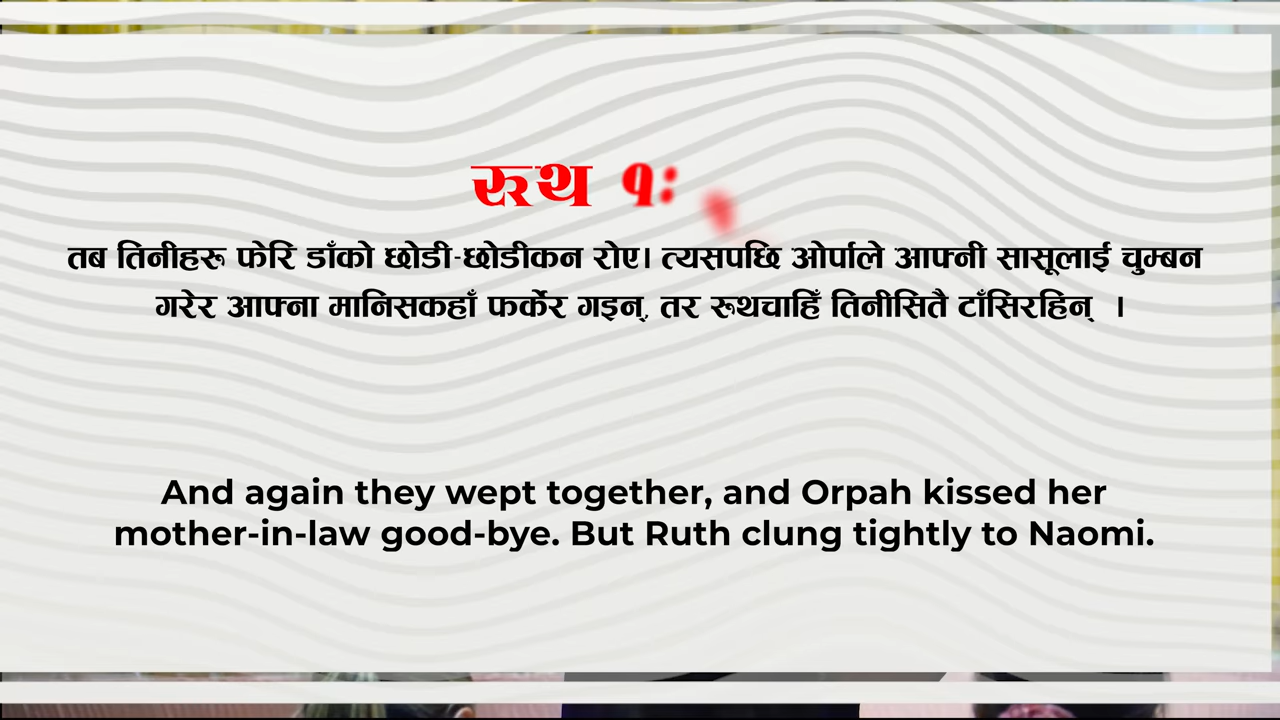 रुथ १:
तब तिनीहरू फेरि डाँको छोडी-छोडीकन रोए। त्यसपछि ओर्पाले आफ्नी सासूलाई चुम्बन
गरेर आफ्ना मानिसकहाँ फर्केर गइन्, तर रूथचाहिँ तिनीसितै टाँसिरहिन् ।
And again they wept together, and Orpah kissed her
mother-in-law good-bye. But Ruth clung tightly to Naomi.